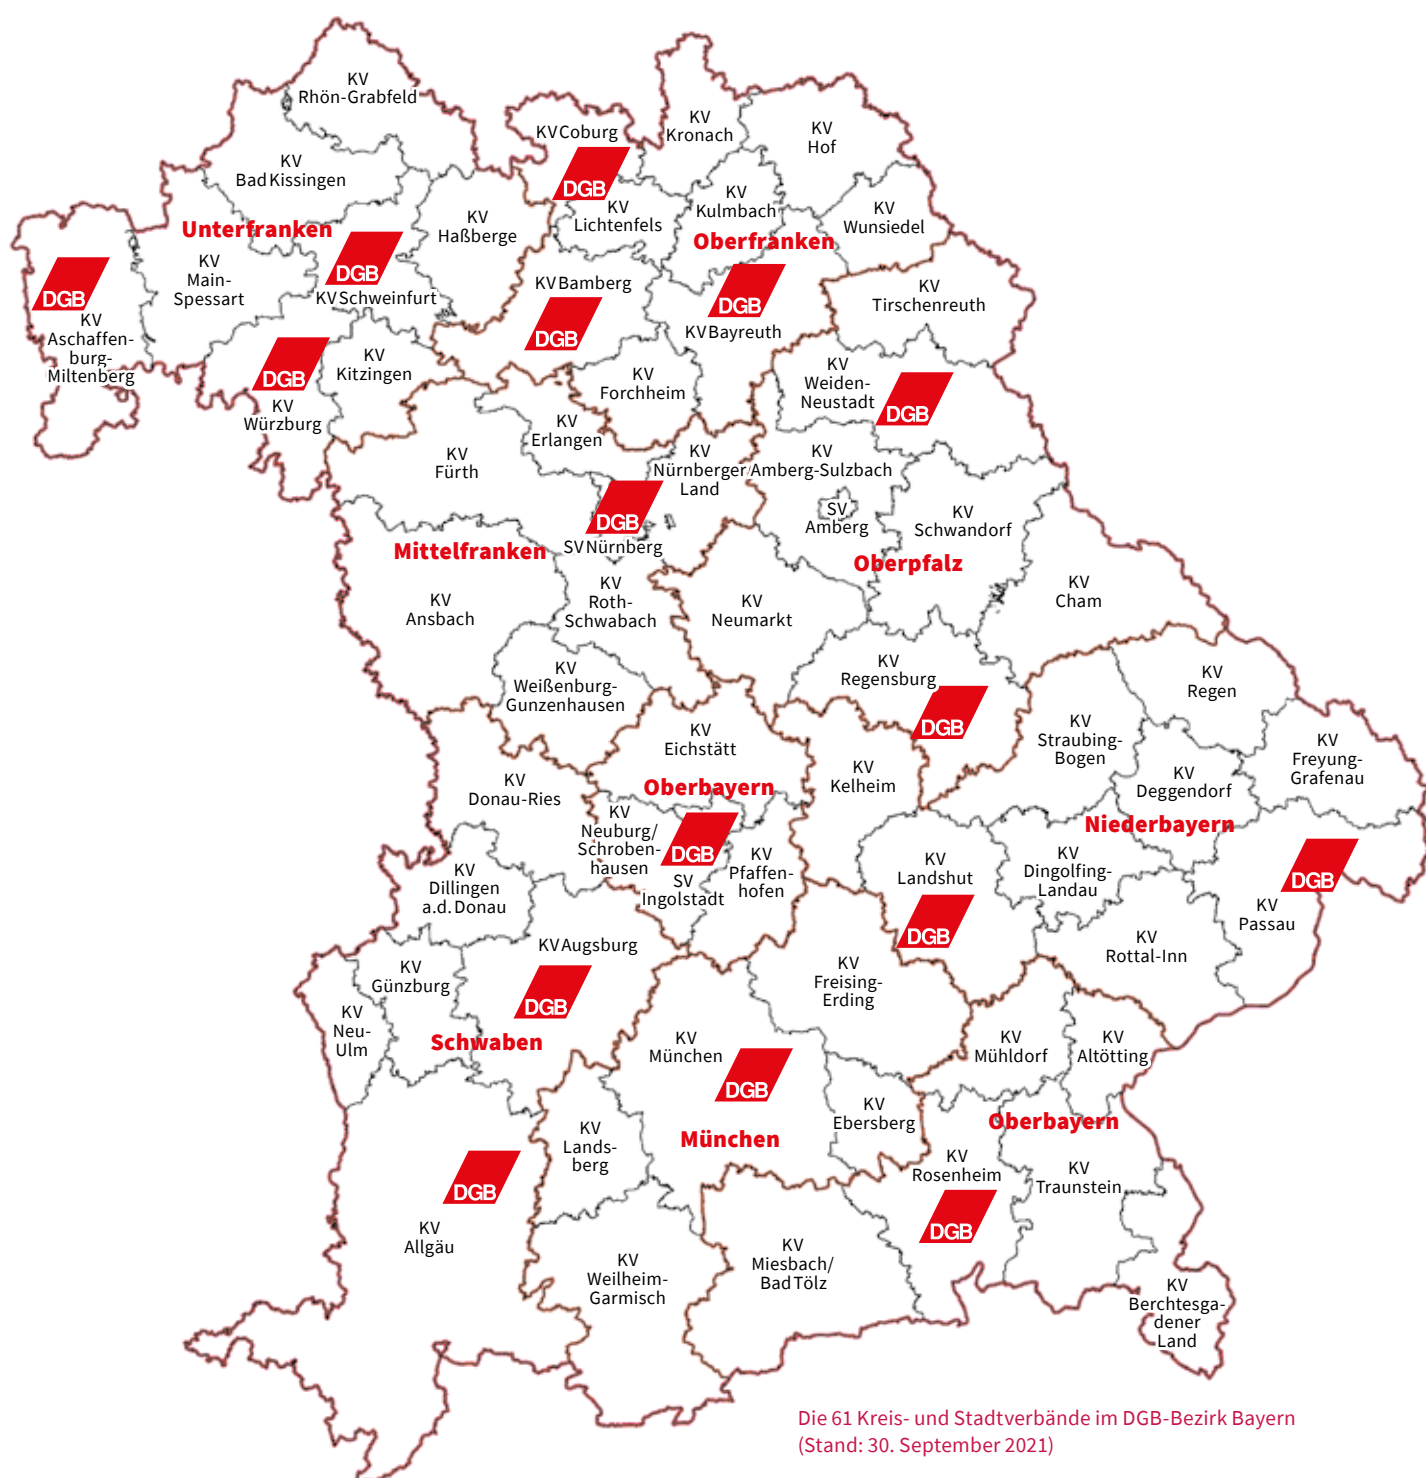 KV
Rhön-Grabfeld
KV Coburg
DGB
KV
Kronach
KV
Hof
KV
Bad Kissingen
KV
Haßberge
KV
Lichtenfels
KV
Kulmbach
KV
Wunsiedel
Unterfranken
Oberfranken
DGB
KV
Aschaffen-
burg-
Miltenberg
KV
Main-
Spessart
DGB
KV Schweinfurt
KV Bamberg
DGB
DGB
KV Bayreuth
KV
Tirschenreuth
DGB
KV
Würzburg
KV
Kitzingen
KV
Forchheim
KV
Weiden-
Neustadt
DGB
KV
Erlangen
KV
Fürth
KV
Nürnberger
Land
KV
Amberg-Sulzbach
SV
Amberg
KV
Schwandorf
DGB
SV Nürnberg
Mittelfranken
Oberpfalz
KV
Ansbach
KV
Roth-
Schwabach
KV
Neumarkt
KV
Cham
KV
Weißenburg-
Gunzenhausen
KV
Regensburg
DGB
KV
Regen
KV
Eichstätt
KV
Straubing-
Bogen
KV
Freyung-
Grafenau
KV
Donau-Ries
Oberbayern
KV
Kelheim
KV
Deggendorf
Niederbayern
KV
Neuburg/
Schroben-
hausen
DGB
SV
Ingolstadt
KV
Pfaffen-
hofen
KV
Landshut
DGB
KV
Dingolfing-
Landau
DGB
KV
Passau
KV
Dillingen
a.d. Donau
KV Augsburg
DGB
KV
Rottal-Inn
KV
Günzburg
KV
Freising-
Erding
KV
Neu-
Ulm
Schwaben
KV
München
DGB
KV
Mühldorf
KV
Altötting
KV
Ebersberg
Oberbayern
KV
Lands-
berg
München
KV
Rosenheim
DGB
KV
Traunstein
DGB
KV
Allgäu
KV
Weilheim-
Garmisch
KV
Miesbach/
Bad Tölz
KV
Berchtesga-
dener
Land
Die 61 Kreis- und Stadtverbände im DGB-Bezirk Bayern
(Stand: 30. September 2021)